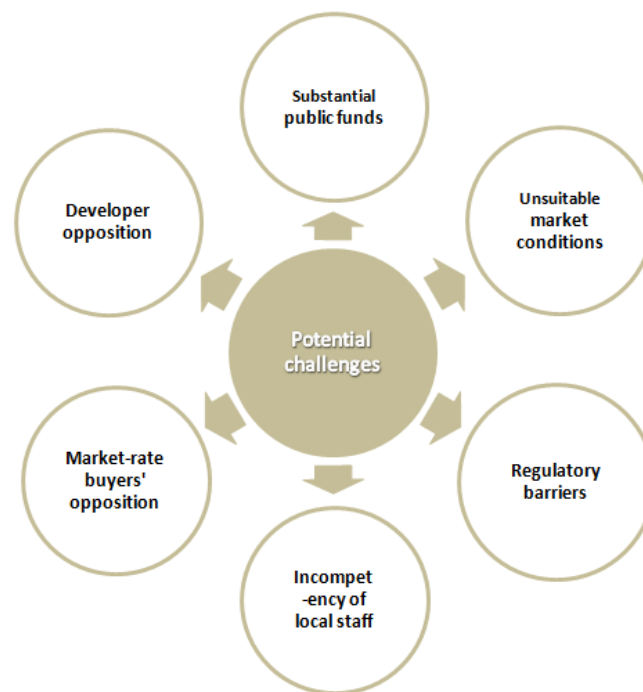 Substantial
public funds
Developer
opposition
Unsuitable
market
conditions
Potential
challenges
Market-rate
buyers'
opposition
Regulatory
barriers
Incompet
-ency of
local staff